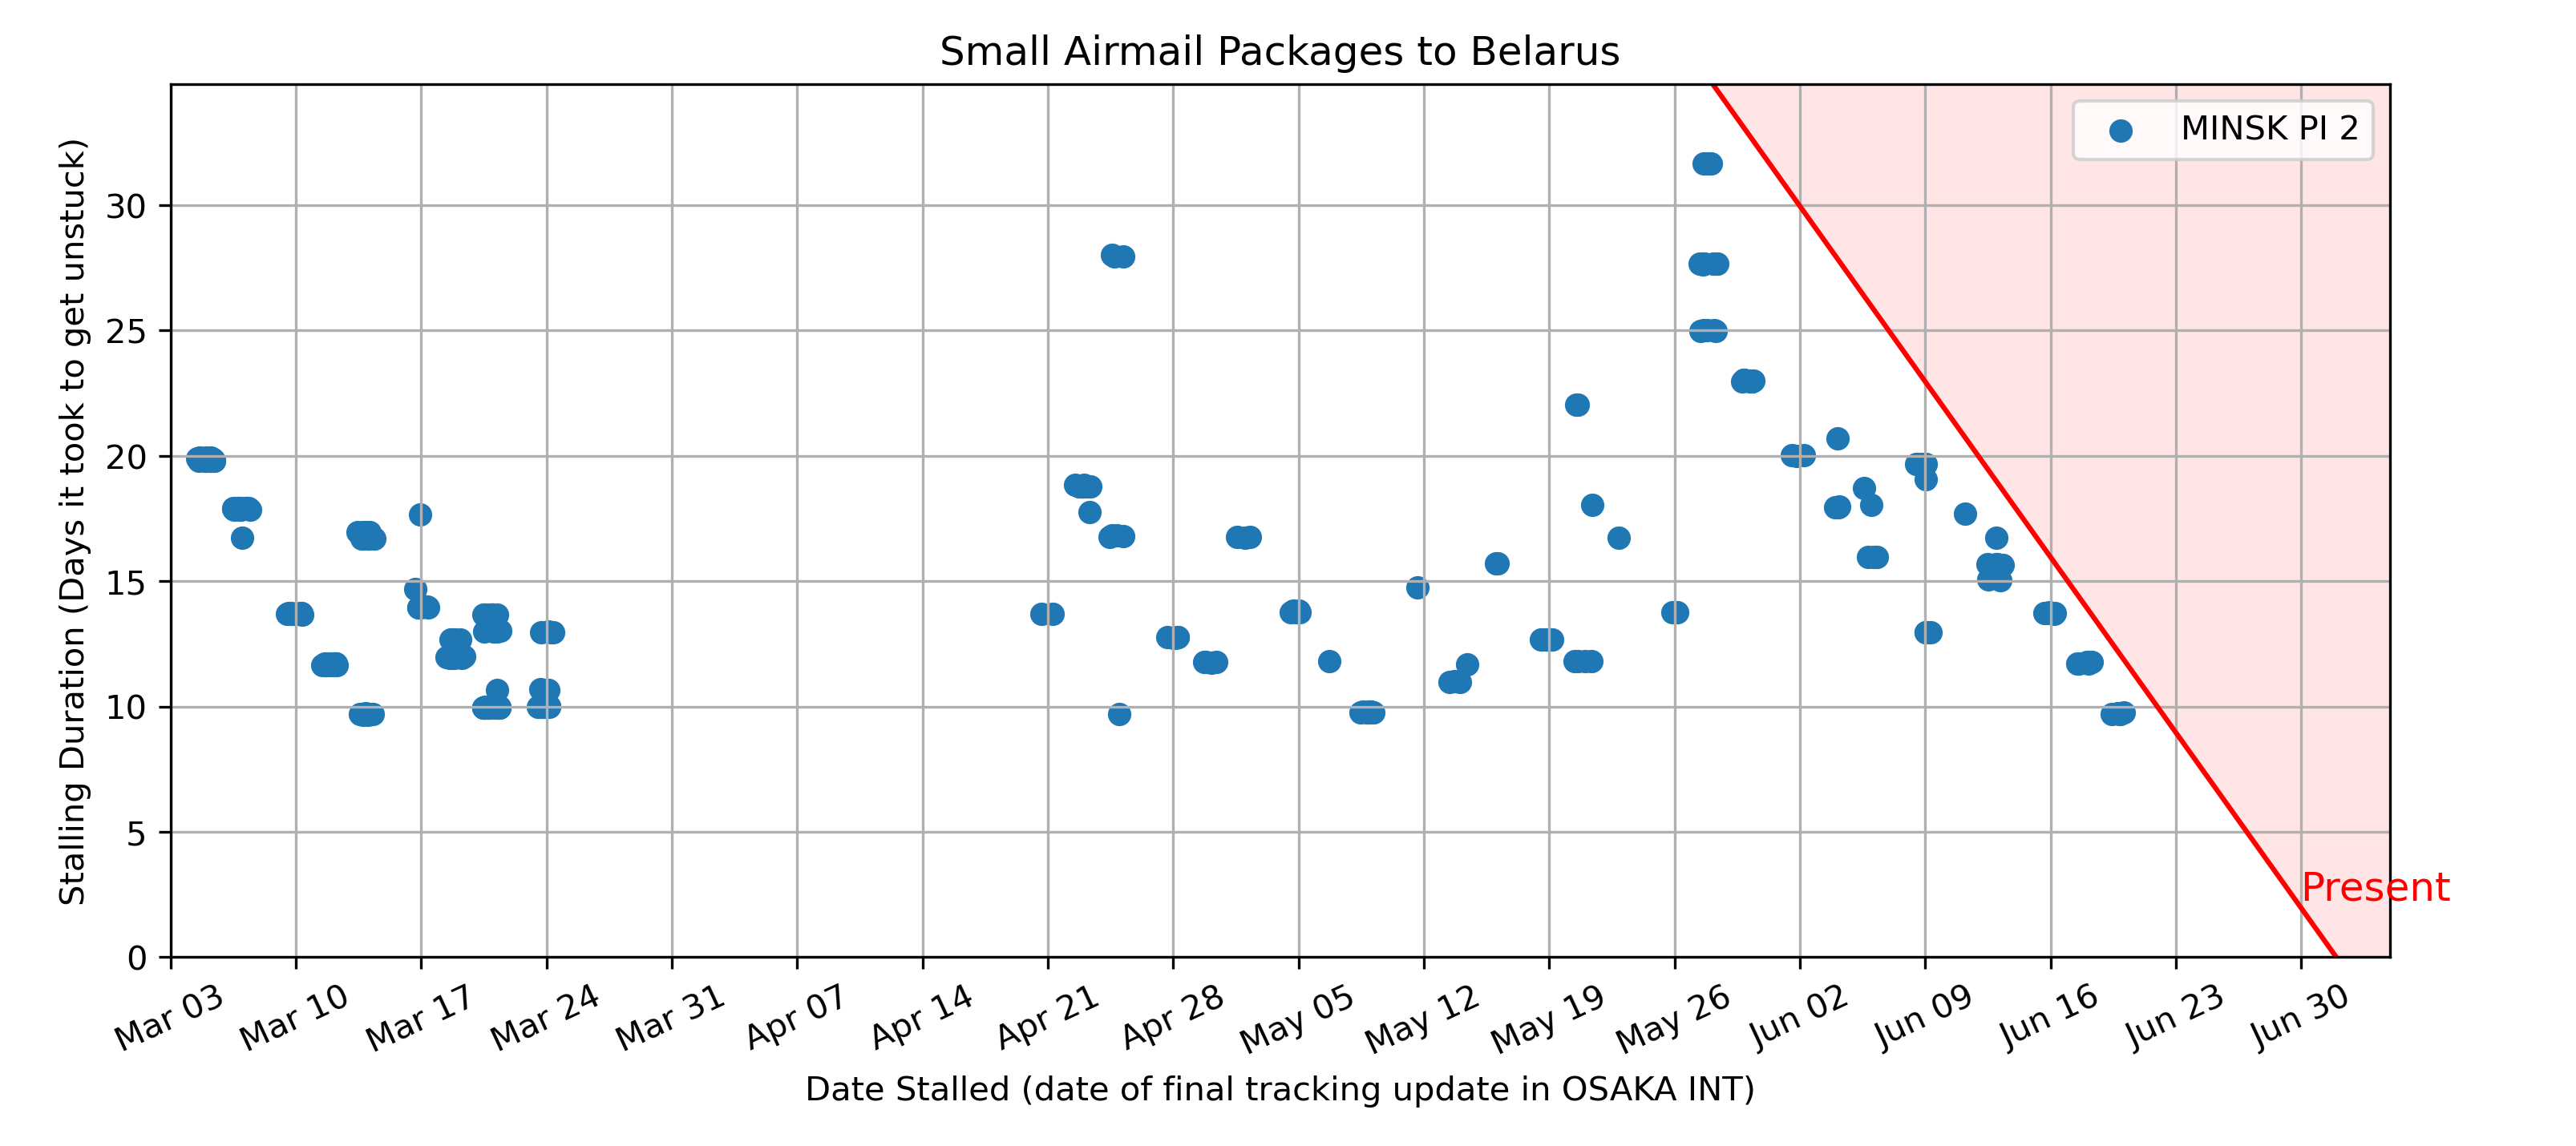 Small Airmail Packages to Belarus
MINSK PI 2
Stalling Duration (Days it took to get unstuck)
30
25
20
15
10
5
0
Present
Mar 03
Mar 10
Mar 17
Mar 24
Mar 31
Apr 07
Apr 14
Apr 21
Apr 28
May 05
May 12
May 19
May 26
Jun 02
Jun 09
Jun 16
Jun 23
Jun 30
Date Stalled (date of final tracking update in OSAKA INT)